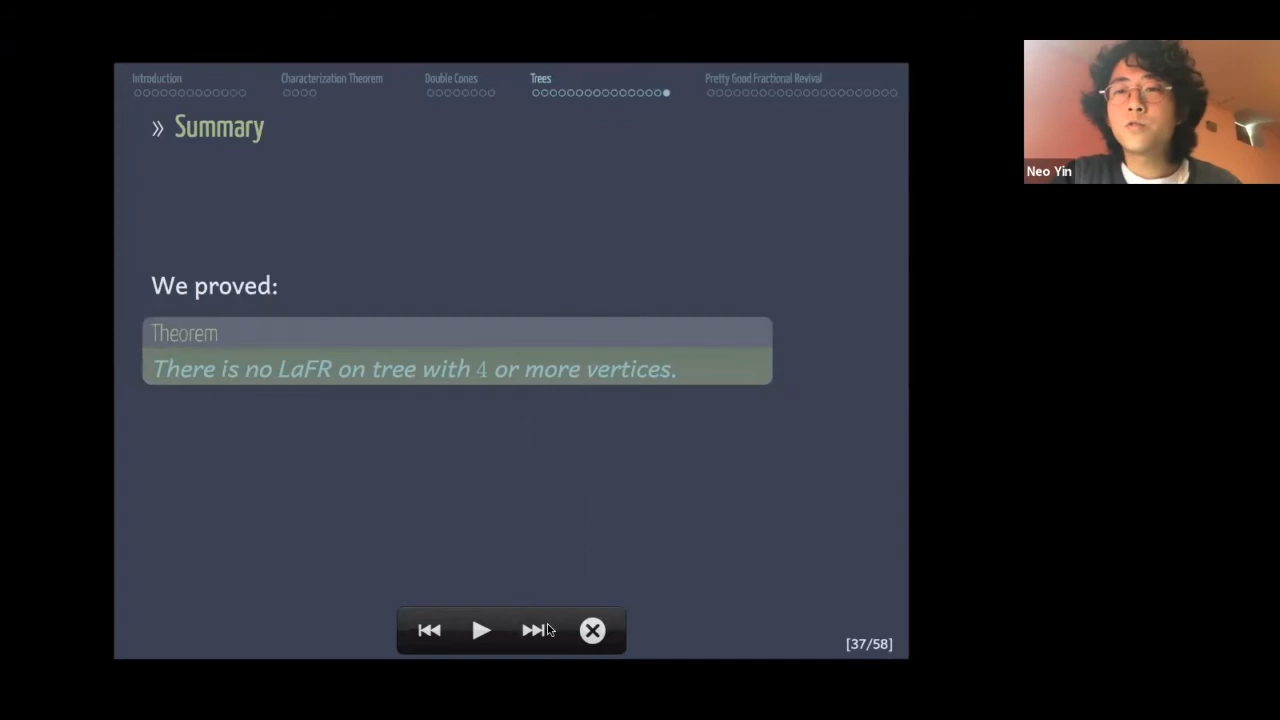 Introduction
Characterization Theorem
Double Cones
Trees
Pretty Good Fractional Revival
» Summary
Neo Yin
We proved:
Theorem
There is no LaFR on tree with 4 or more vertices.
[37/58]